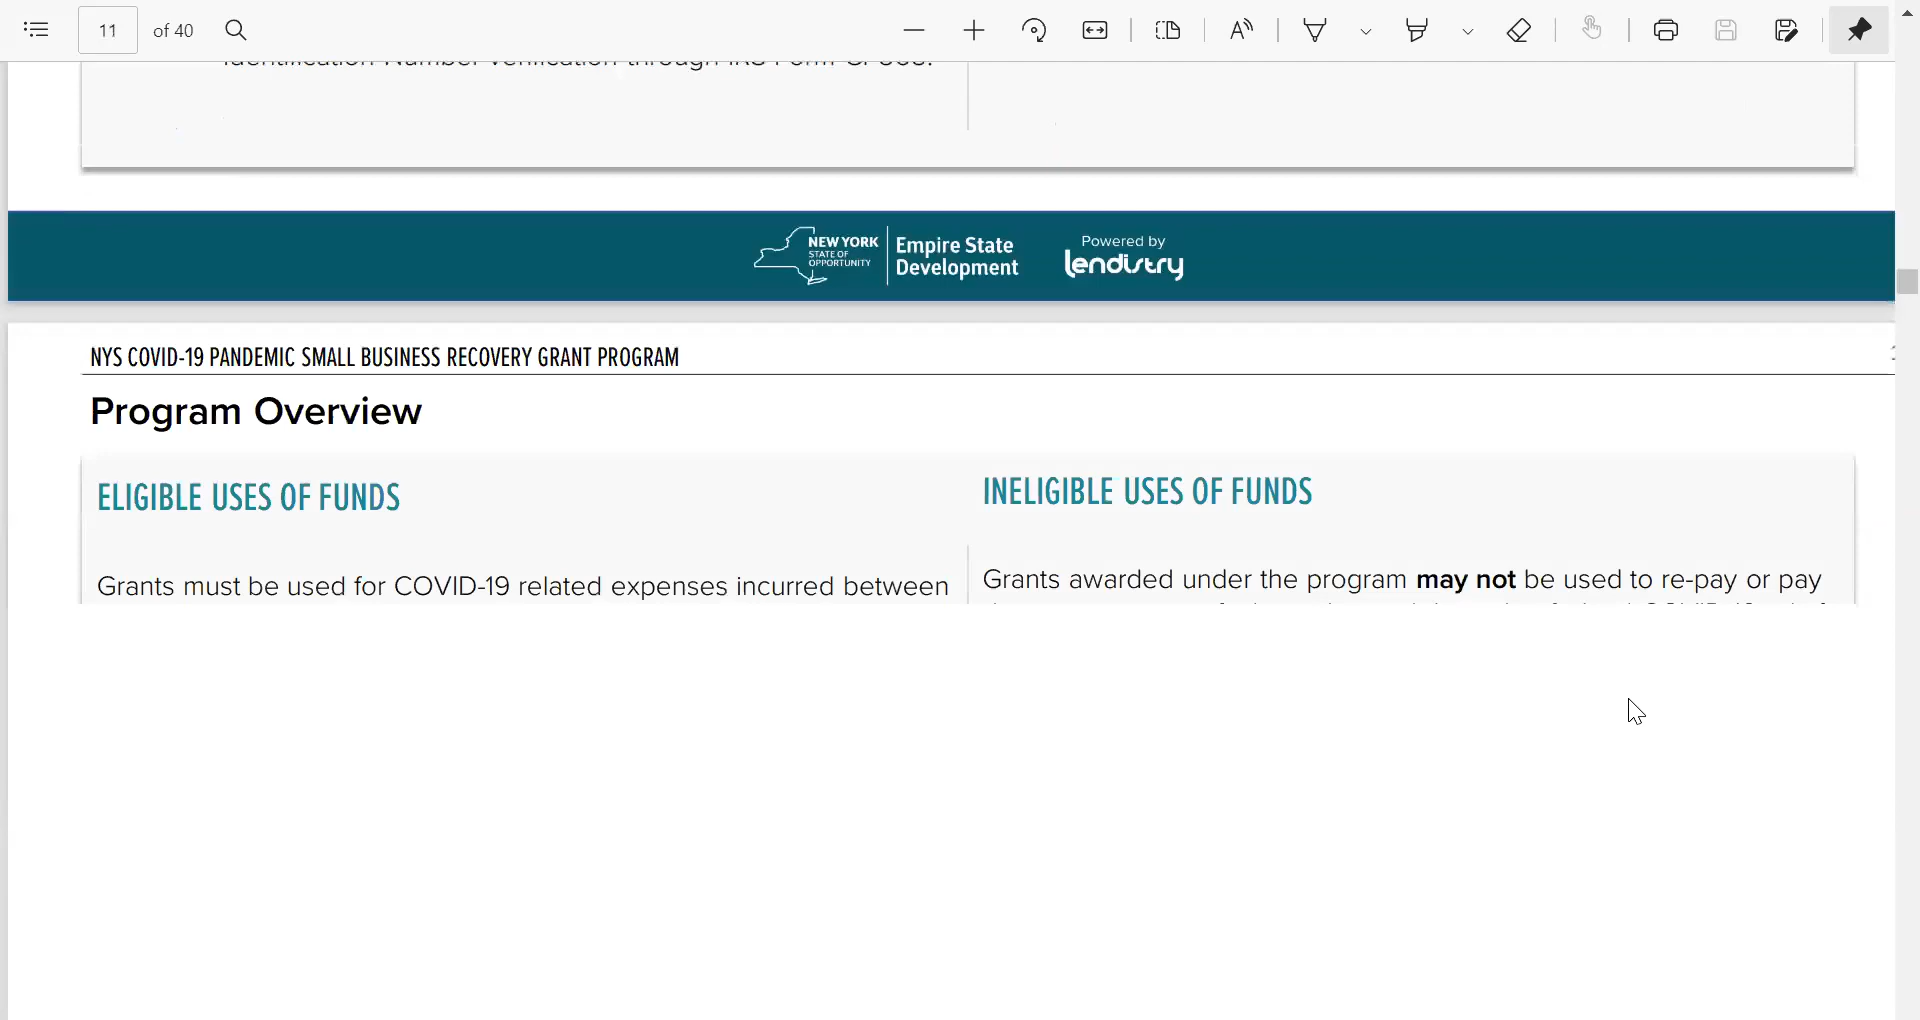 11 of 40
NEW YORK
STATE OF
OPPORTUNITY
Empire State
Development
Powered by
lendistry
NYS COVID-19 PANDEMIC SMALL BUSINESS RECOVERY GRANT PROGRAM
Program Overview
ELIGIBLE USES OF FUNDS
Grants must be used for COVID-19 related expenses incurred between
INELIGIBLE USES OF FUNDS
Grants awarded under the program may not be used to re-pay or pay